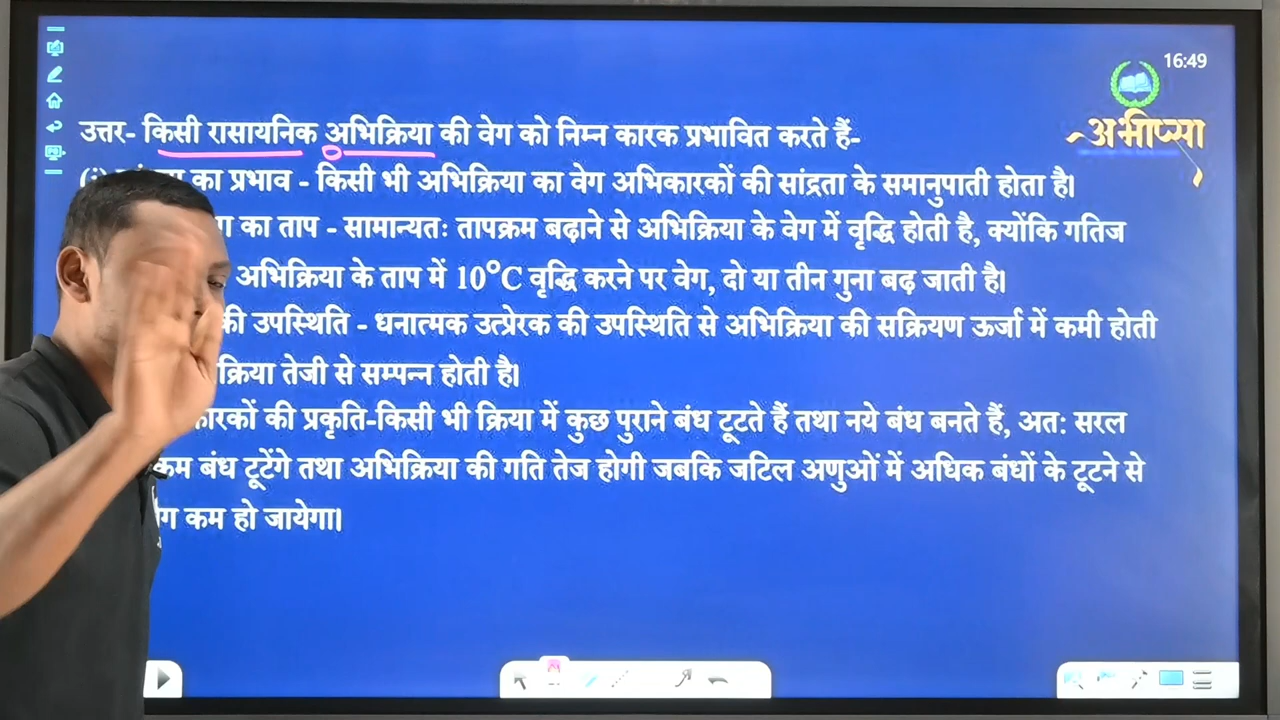 16:49
अभीप्सा
उत्तर- किसी रासायनिक अभिक्रिया की वेग को निम्न कारक प्रभावित करते हैं-
का प्रभाव - किसी भी अभिक्रिया का वेग अभिकारकों की सांद्रता के समानुपाती होता है।
का ताप - सामान्यतः तापक्रम बढ़ाने से अभिक्रिया के वेग में वृद्धि होती है, क्योंकि गतिज
अभिक्रिया के ताप में 10°C वृद्धि करने पर वेग, दो या तीन गुना बढ़ जाती है।
की उपस्थिति - धनात्मक उत्प्रेरक की उपस्थिति से अभिक्रिया की सक्रियण ऊर्जा में कमी होती
क्रिया तेजी से सम्पन्न होती है।
कारकों की प्रकृति-किसी भी क्रिया में कुछ पुराने बंध टूटते हैं तथा नये बंध बनते हैं, अत: सरल
कम बंध टूटेंगे तथा अभिक्रिया की गति तेज होगी जबकि जटिल अणुओं में अधिक बंधों के टूटने से
कम हो जायेगा।